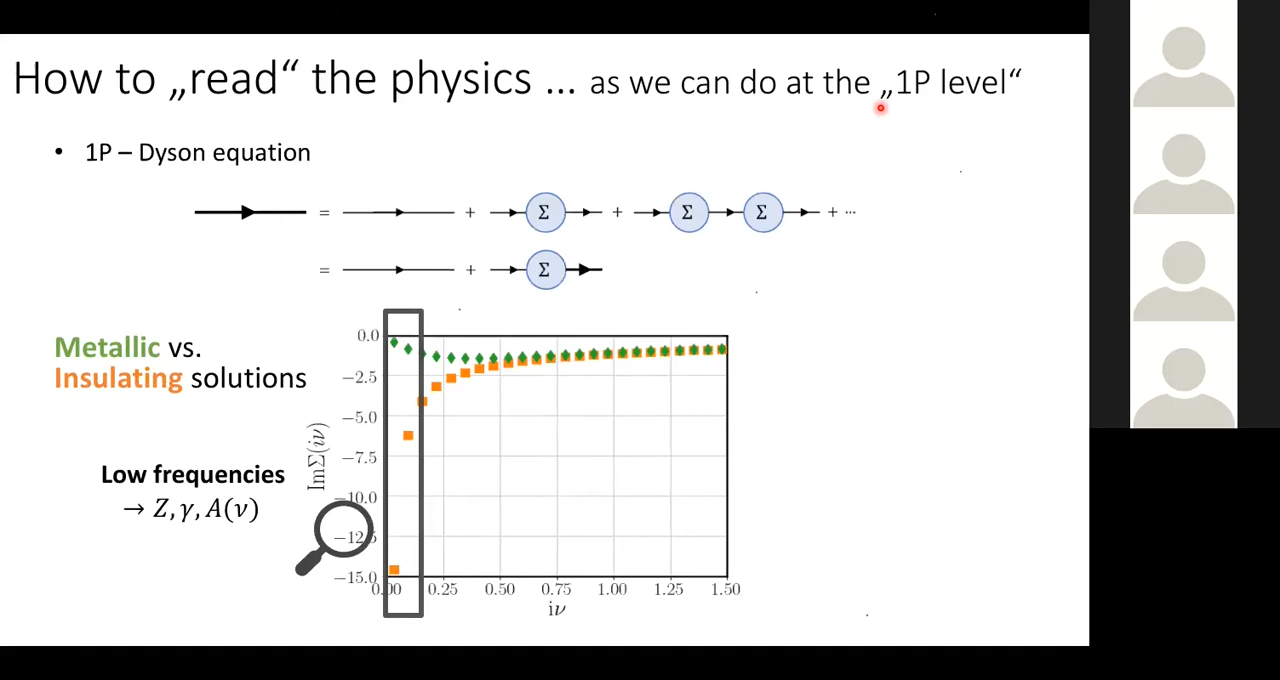 How to „read“ the physics ... as we can do at the „1P level“
• 1P – Dyson equation
= + Σ + Σ Σ + ···
= + Σ
Metallic vs.
Insulating solutions
Low frequencies
→ Z, γ, A(ν)
ImΣ(iν)
0.0
−2.5
−5.0
−7.5
−10.0
−12.5
−15.0
0.00 0.25 0.50 0.75 1.00 1.25 1.50
iν